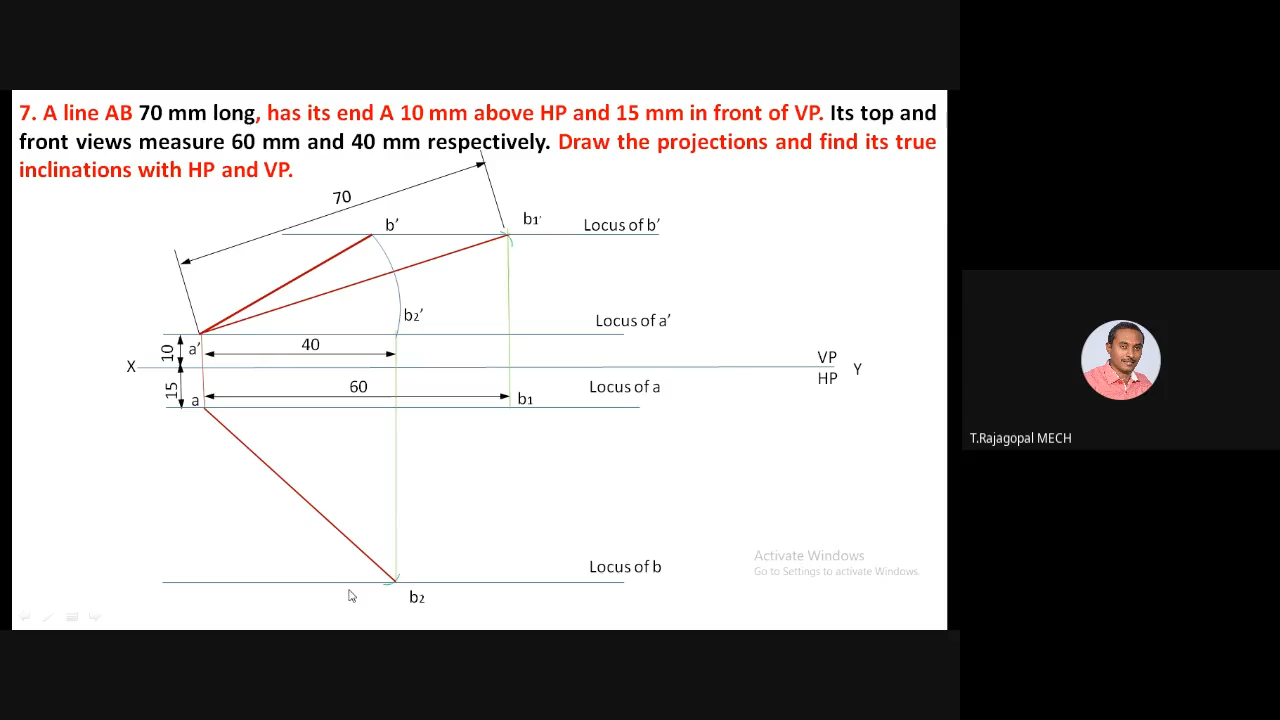 7. A line AB 70 mm long, has its end A 10 mm above HP and 15 mm in front of VP. Its top and
front views measure 60 mm and 40 mm respectively. Draw the projections and find its true
inclinations with HP and VP.
70
b'
b1'
Locus of b'
b2'
Locus of a'
10
a'
40
X
VP
HP
Y
15
60
Locus of a
a
b1
T.Rajagopal MECH
Activate Windows
Go to Settings to activate Windows.
Locus of b
b2